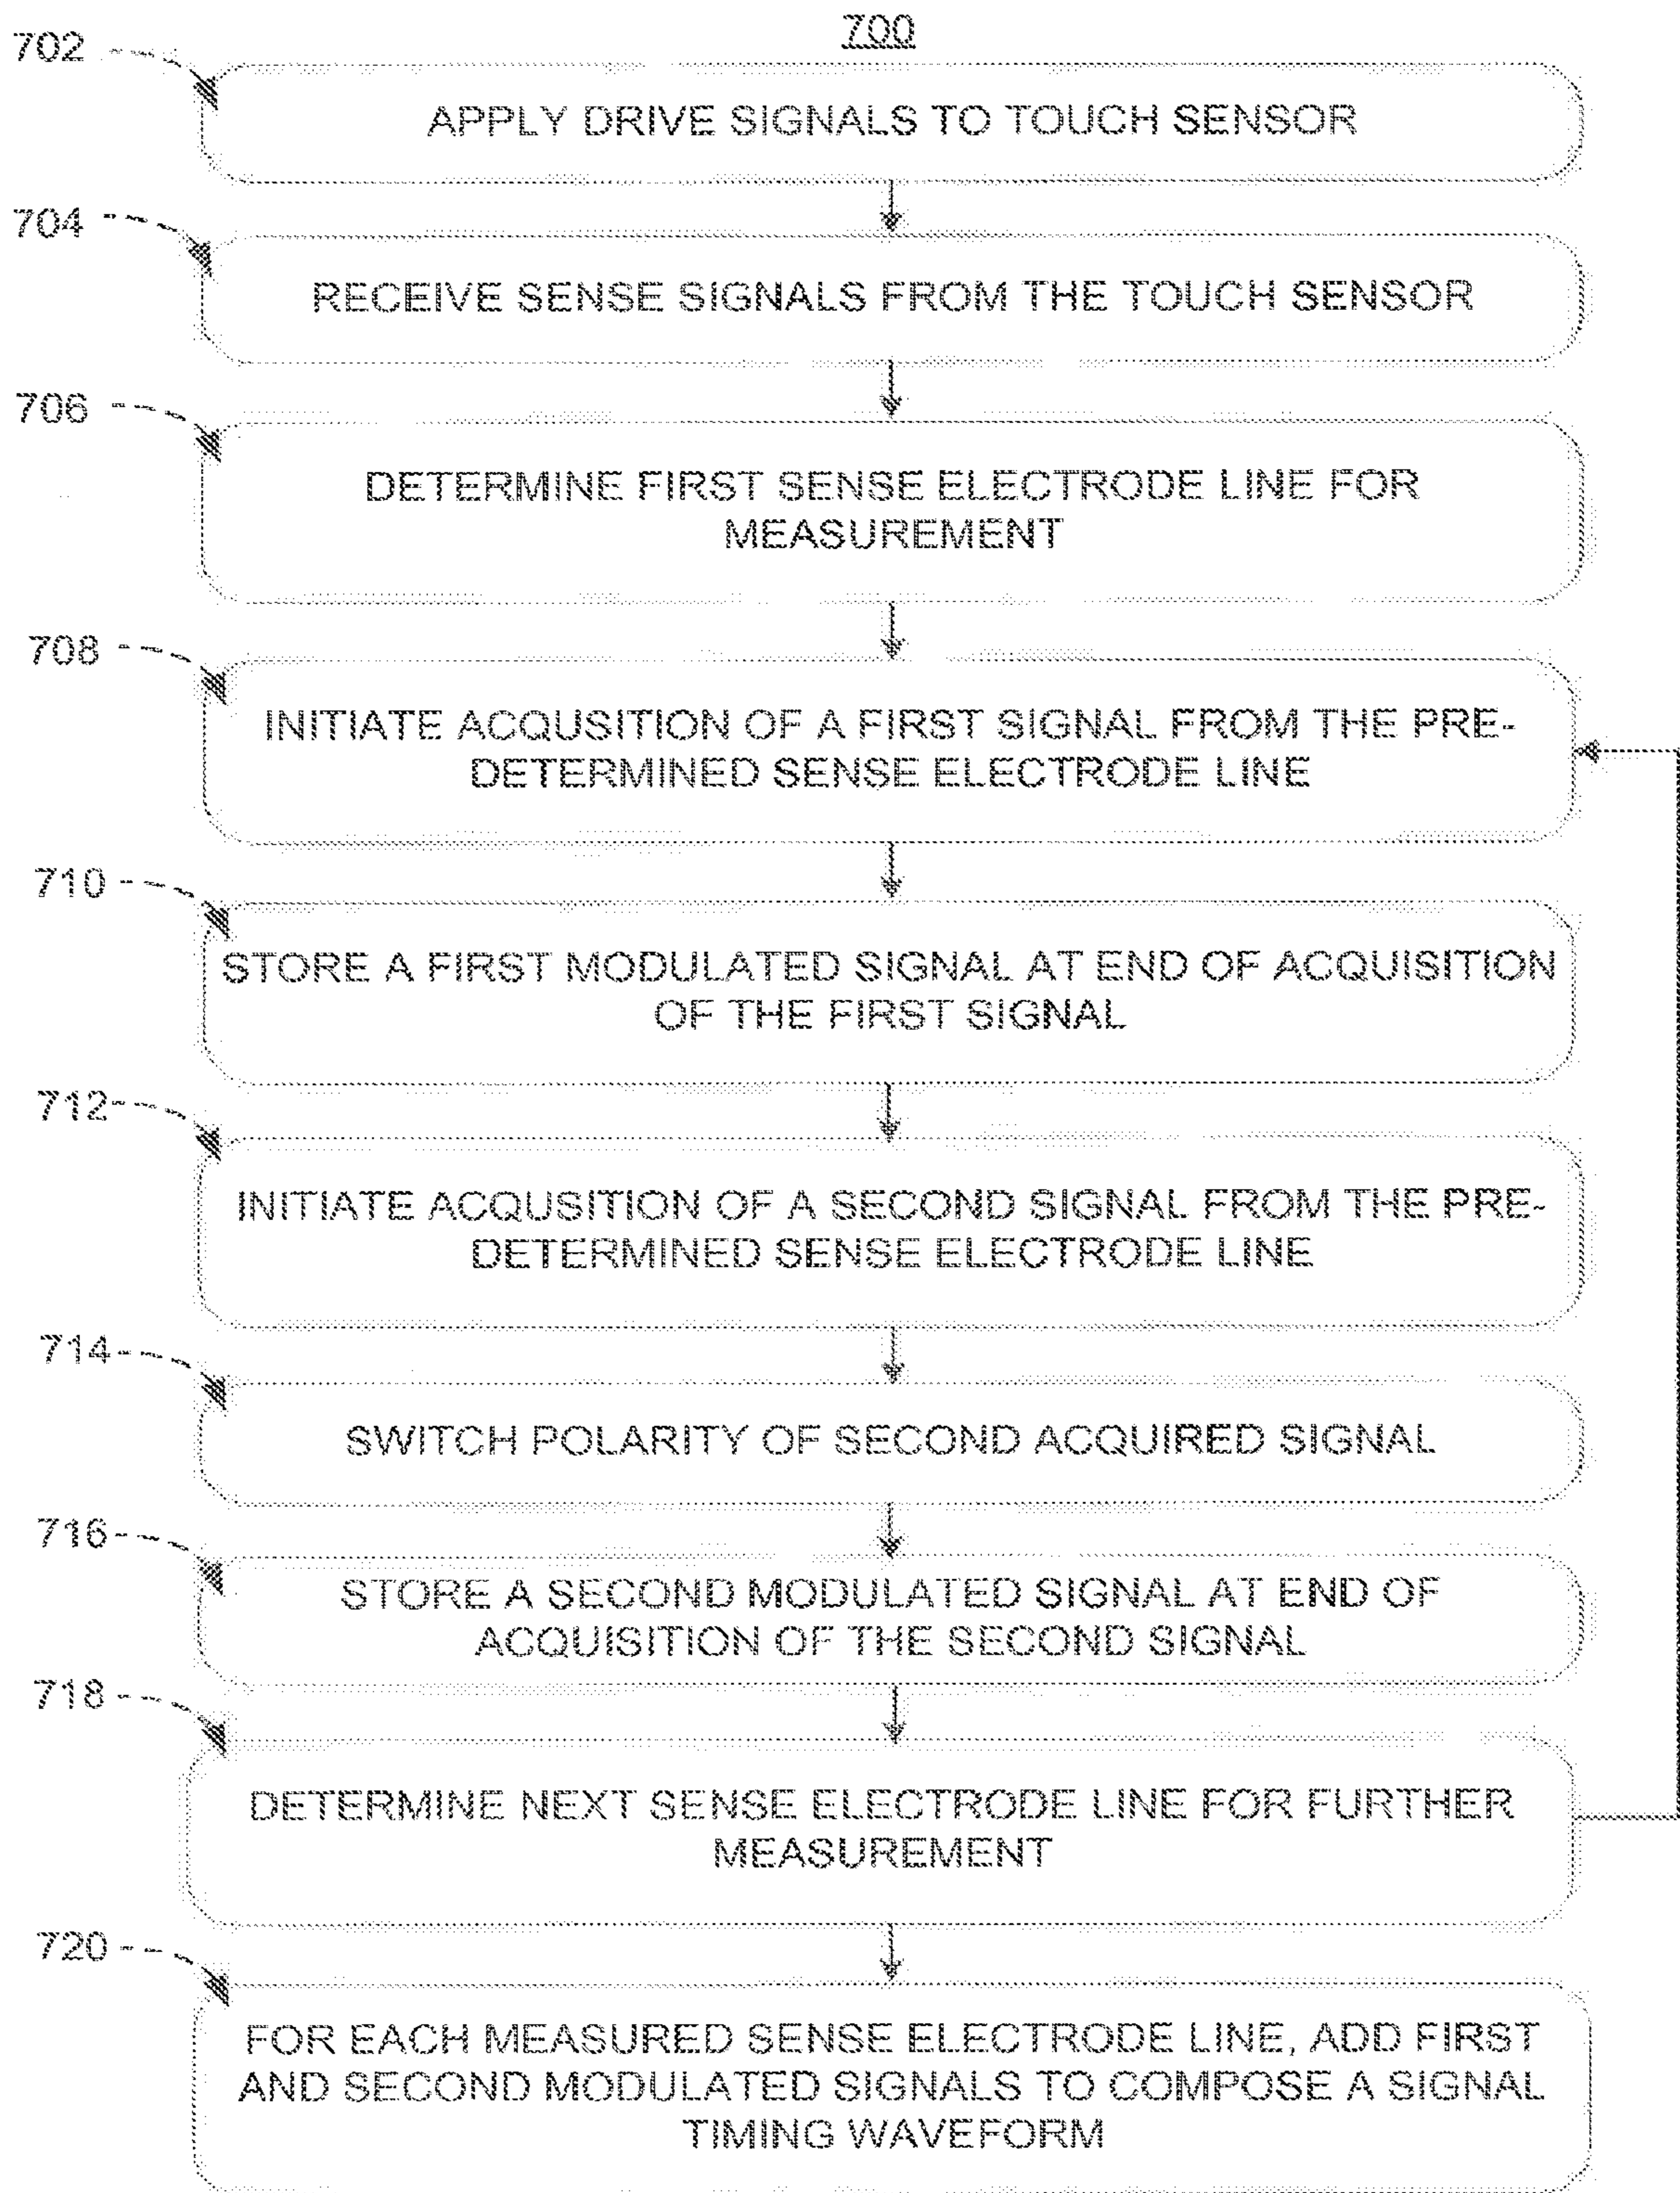 700
702
APPLY DRIVE SIGNALS TO TOUCH SENSOR
704
RECEIVE SENSE SIGNALS FROM THE TOUCH SENSOR
706
DETERMINE FIRST SENSE ELECTRODE LINE FOR
MEASUREMENT
708
INITIATE ACQUSITION OF A FIRST SIGNAL FROM THE PRE-
DETERMINED SENSE ELECTRODE LINE
710
STORE A FIRST MODULATED SIGNAL AT END OF ACQUISITION
OF THE FIRST SIGNAL
712
INITIATE ACQUSITION OF A SECOND SIGNAL FROM THE PRE-
DETERMINED SENSE ELECTRODE LINE
714
SWITCH POLARITY OF SECOND ACQUIRED SIGNAL
716
STORE A SECOND MODULATED SIGNAL AT END OF
ACQUISITION OF THE SECOND SIGNAL
718
DETERMINE NEXT SENSE ELECTRODE LINE FOR FURTHER
MEASUREMENT
720
FOR EACH MEASURED SENSE ELECTRODE LINE, ADD FIRST
AND SECOND MODULATED SIGNALS TO COMPOSE A SIGNAL
TIMING WAVEFORM